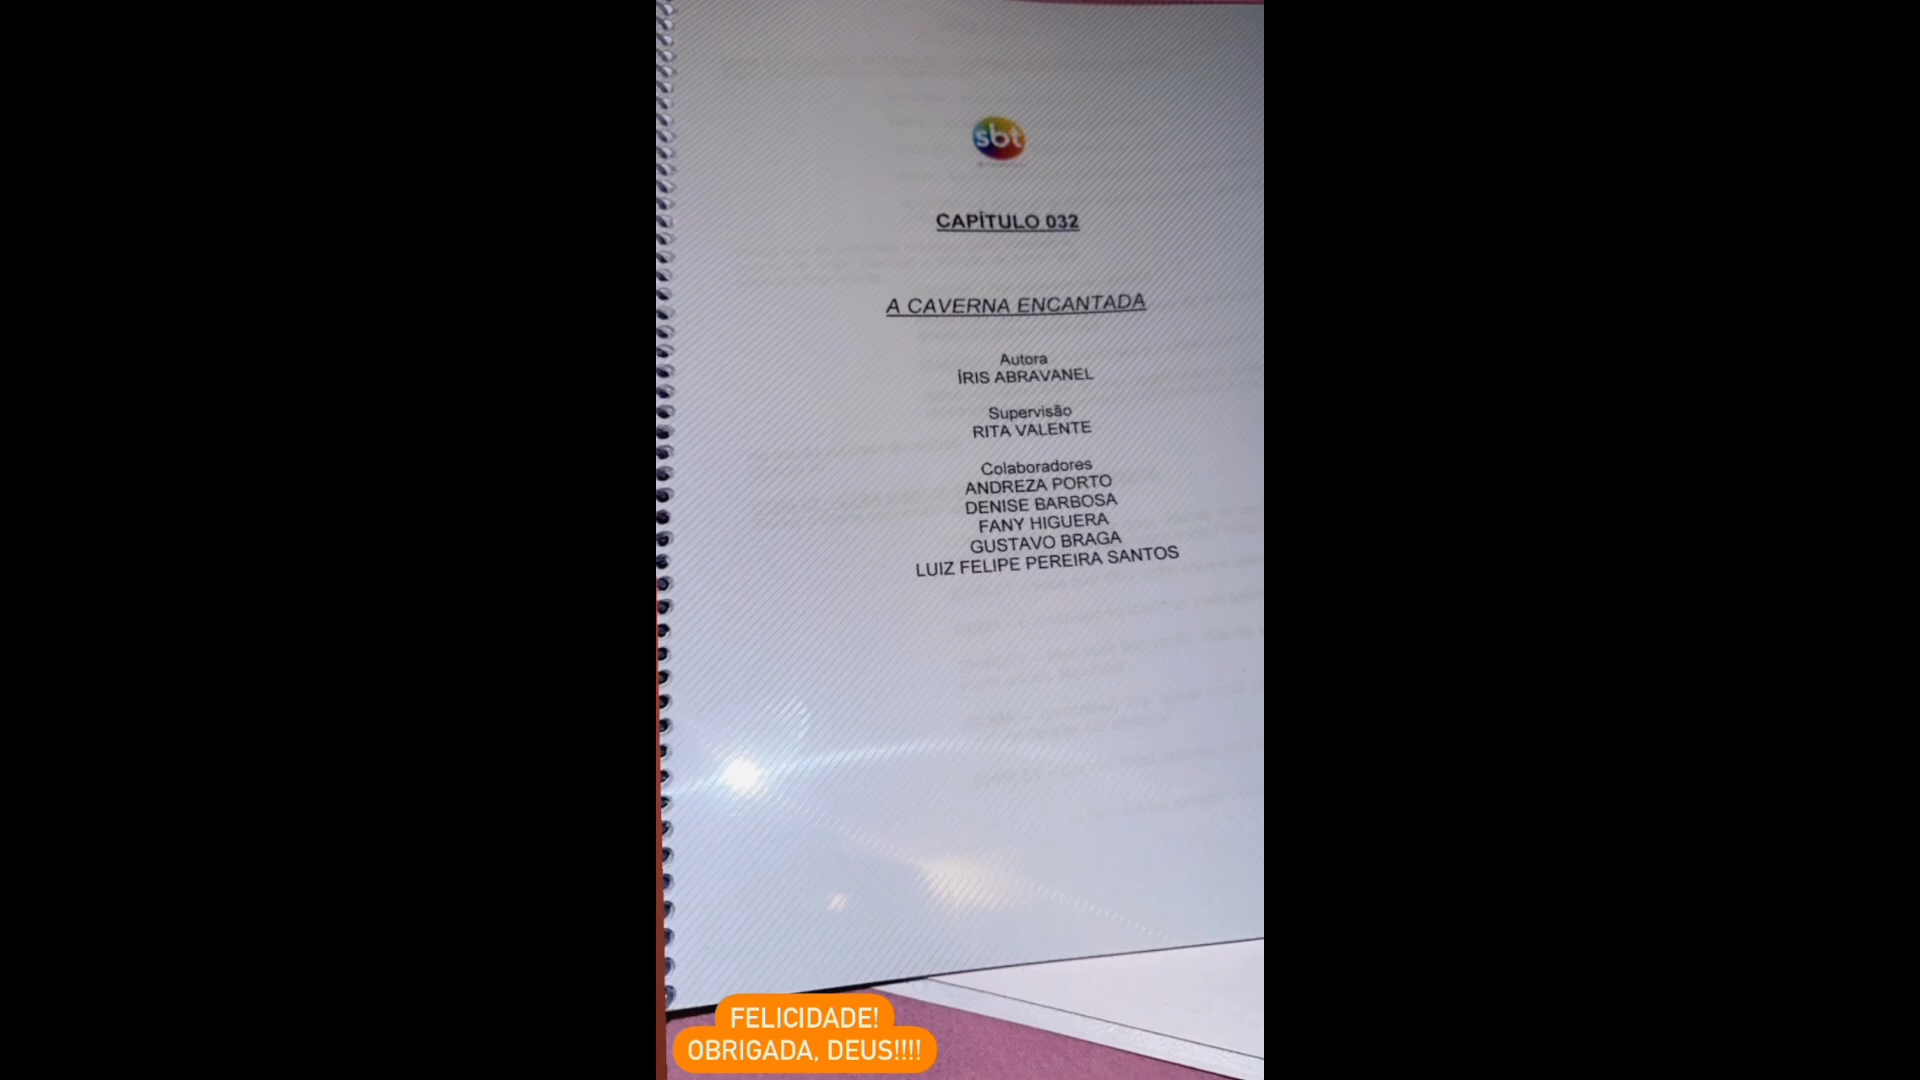 sbt
CAPÍTULO 032
A CAVERNA ENCANTADA
Autora
ÍRIS ABRAVANEL
Supervisão
RITA VALENTE
Colaboradores
ANDREZA PORTO
DENISE BARBOSA
FANY HIGUERA
GUSTAVO BRAGA
LUIZ FELIPE PEREIRA SANTOS
FELICIDADE!
OBRIGADA, DEUS!!!!